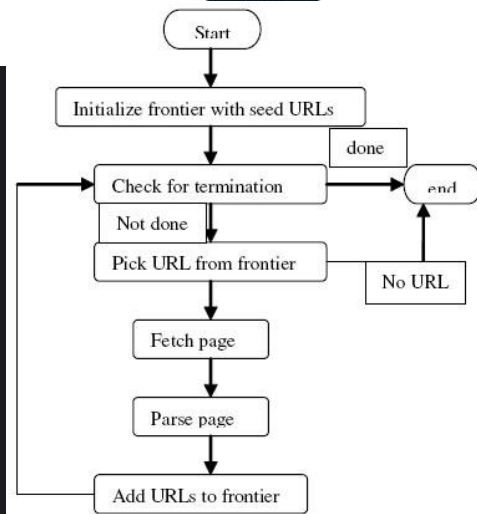 Start
Initialize frontier with seed URLs
done
Check for termination
end
Not done
Pick URL from frontier
No URL
Fetch page
Parse page
Add URLs to frontier